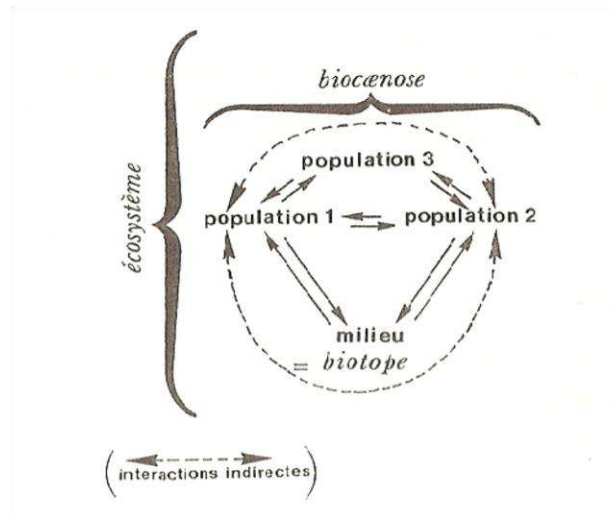 biocœnose
écosystème
population 3
population 1
population 2
milieu
= biotope
(interactions indirectes)